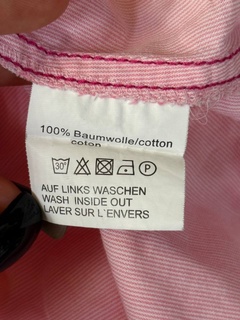 100% Baumwolle/cotton
coton
30°
AUF LINKS WASCHEN
WASH INSIDE OUT
LAVER SUR L'ENVERS